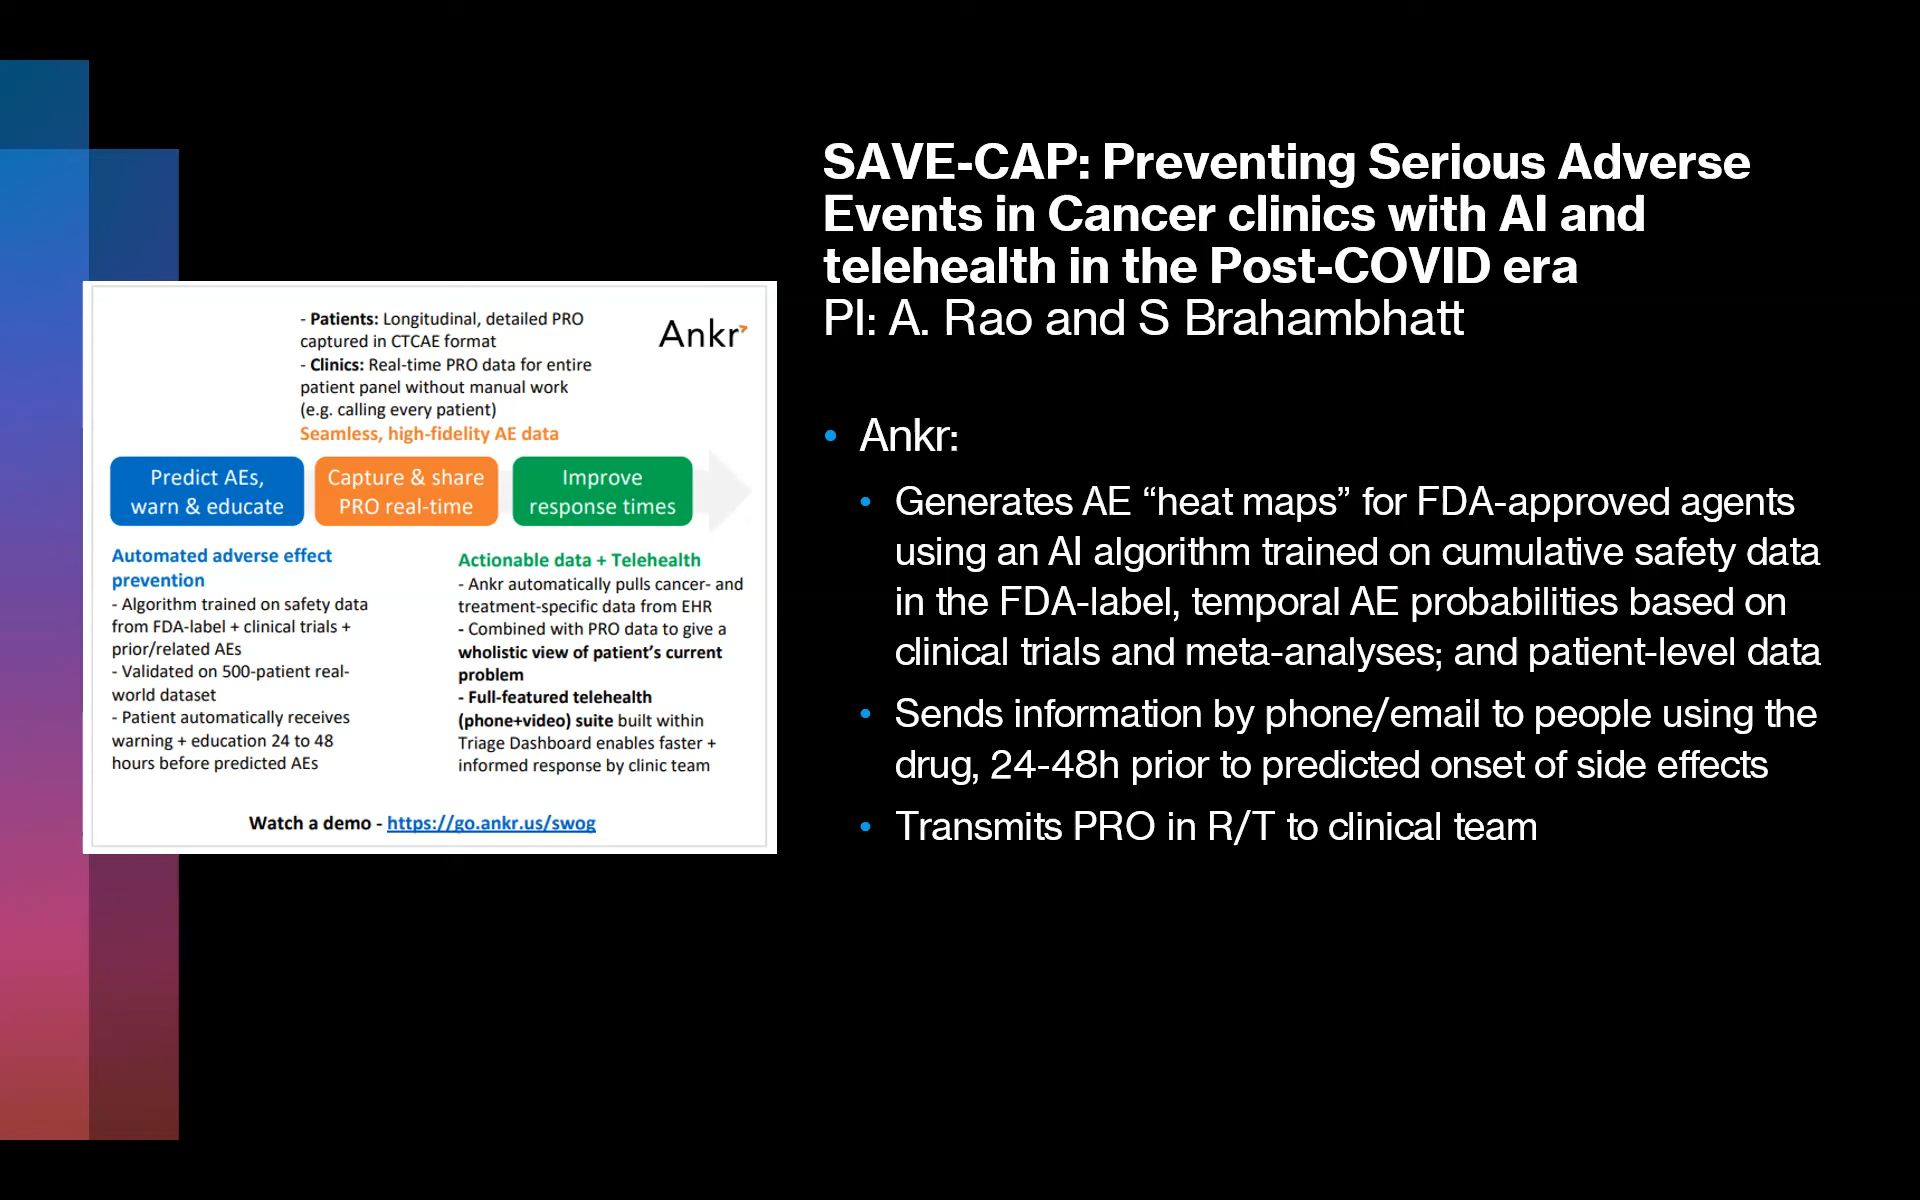 SAVE-CAP: Preventing Serious Adverse
Events in Cancer clinics with AI and
telehealth in the Post-COVID era
PI: A. Rao and S Brahambhatt
- Patients: Longitudinal, detailed PRO
captured in CTCAE format
- Clinics: Real-time PRO data for entire
patient panel without manual work
(e.g. calling every patient)
Seamless, high-fidelity AE data
Ankr
Predict AEs,
warn & educate
Capture & share
PRO real-time
Improve
response times
Automated adverse effect
prevention
- Algorithm trained on safety data
from FDA-label + clinical trials +
prior/related AEs
- Validated on 500-patient real-
world dataset
- Patient automatically receives
warning + education 24 to 48
hours before predicted AEs
Actionable data + Telehealth
- Ankr automatically pulls cancer- and
treatment-specific data from EHR
- Combined with PRO data to give a
wholistic view of patient's current
problem
- Full-featured telehealth
(phone+video) suite built within
Triage Dashboard enables faster +
informed response by clinic team
Watch a demo - https://go.ankr.us/swog
• Ankr:
• Generates AE “heat maps” for FDA-approved agents
using an AI algorithm trained on cumulative safety data
in the FDA-label, temporal AE probabilities based on
clinical trials and meta-analyses; and patient-level data
• Sends information by phone/email to people using the
drug, 24-48h prior to predicted onset of side effects
• Transmits PRO in R/T to clinical team